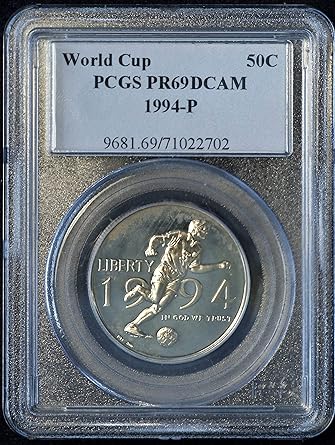 World Cup 50C
PCGS PR69DCAM
1994-P
9681.69/71022702
LIBERTY
1994
IN GOD WE TRUST